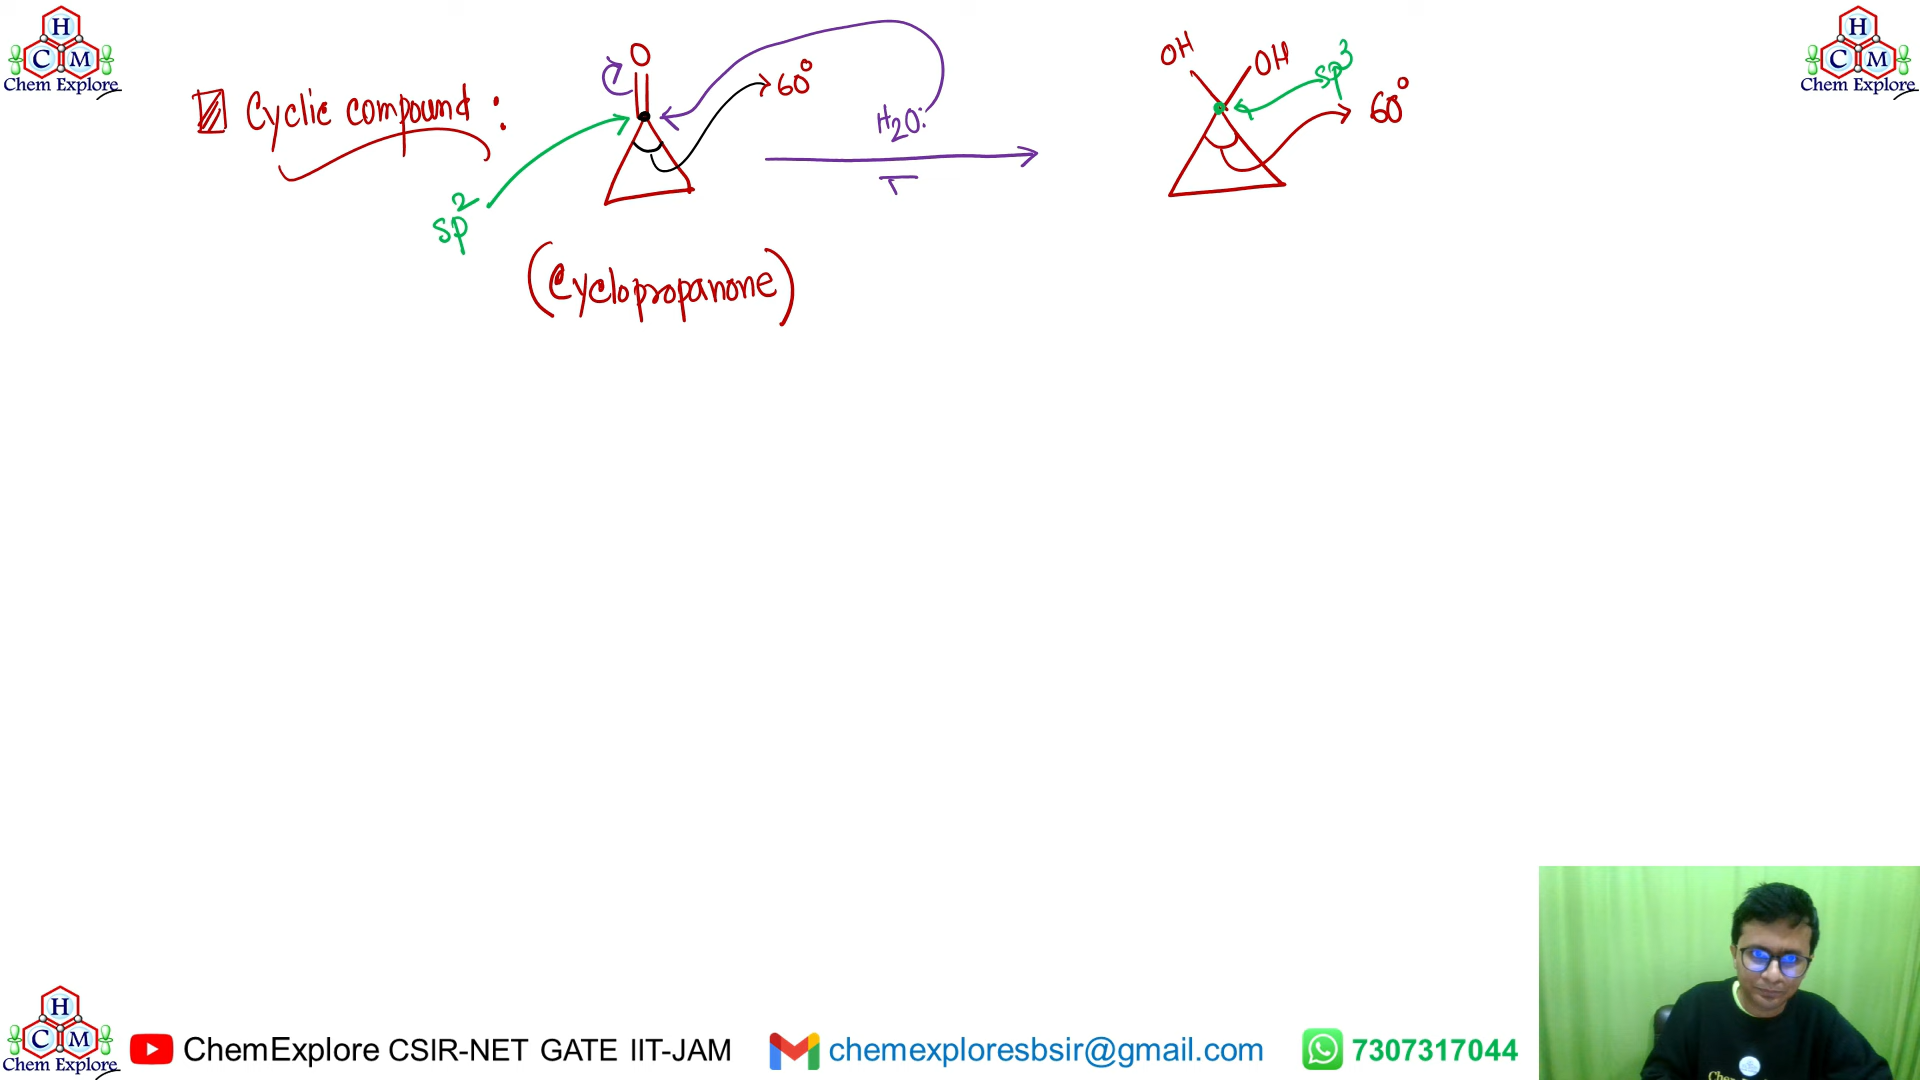 H
C M
Chem Explore
H
C M
Chem Explore
Cyclic compound :
O
60°
H2O:
OH
OH
sp3
60°
sp2
(Cyclopropanone)
H
C M
Chem Explore
ChemExplore CSIR-NET GATE IIT-JAM
chemexploresbsir@gmail.com
7307317044